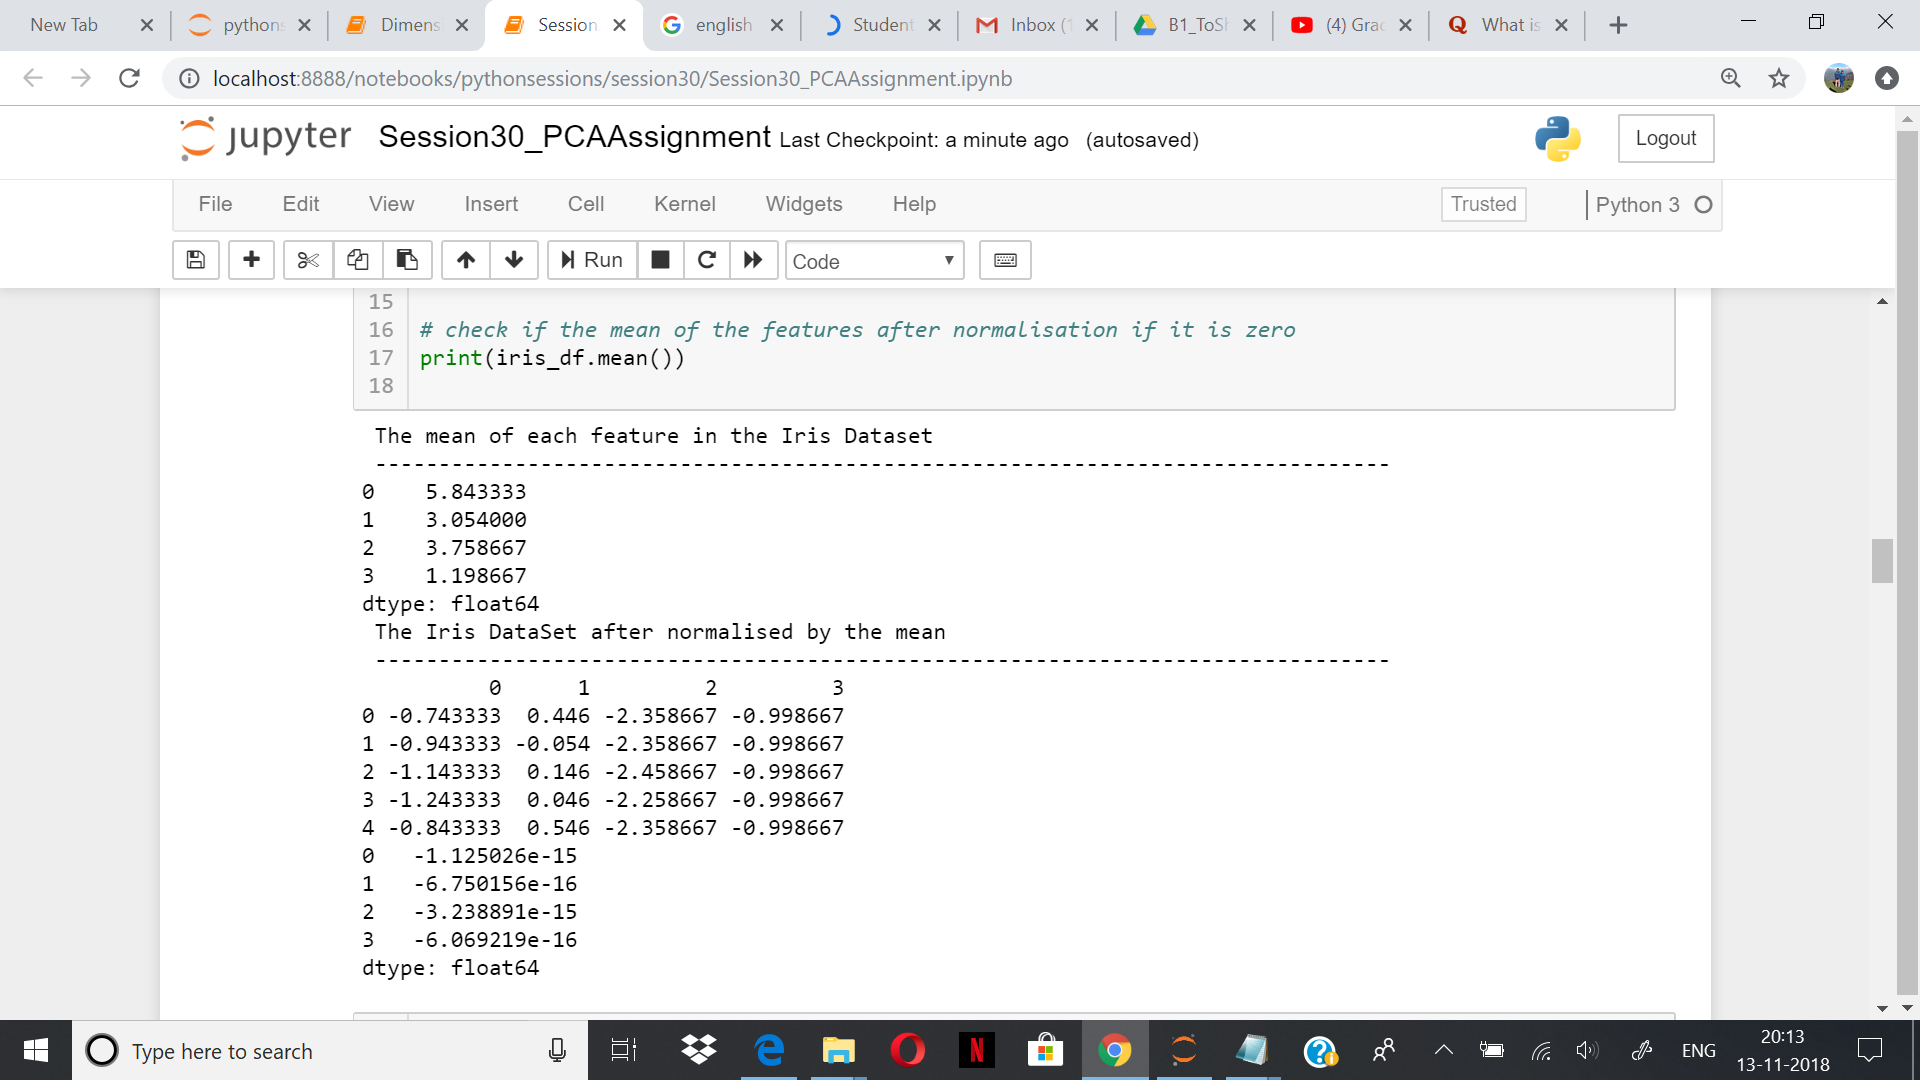 New Tab pythons Dimens Session english Student Inbox (1 B1_ToSh (4) Grac What is
localhost:8888/notebooks/pythonsessions/session30/Session30_PCAAssignment.ipynb
jupyter Session30_PCAAssignment Last Checkpoint: a minute ago (autosaved) Logout
File Edit View Insert Cell Kernel Widgets Help Trusted Python 3
Run Code
15
16 # check if the mean of the features after normalisation if it is zero
17 print(iris_df.mean())
18
The mean of each feature in the Iris Dataset
--------------------------------------------------------------------------------
0 5.843333
1 3.054000
2 3.758667
3 1.198667
dtype: float64
The Iris DataSet after normalised by the mean
--------------------------------------------------------------------------------
0 1 2 3
0 -0.743333 0.446 -2.358667 -0.998667
1 -0.943333 -0.054 -2.358667 -0.998667
2 -1.143333 0.146 -2.458667 -0.998667
3 -1.243333 0.046 -2.258667 -0.998667
4 -0.843333 0.546 -2.358667 -0.998667
0 -1.125026e-15
1 -6.750156e-16
2 -3.238891e-15
3 -6.069219e-16
dtype: float64
Type here to search
ENG
20:13
13-11-2018